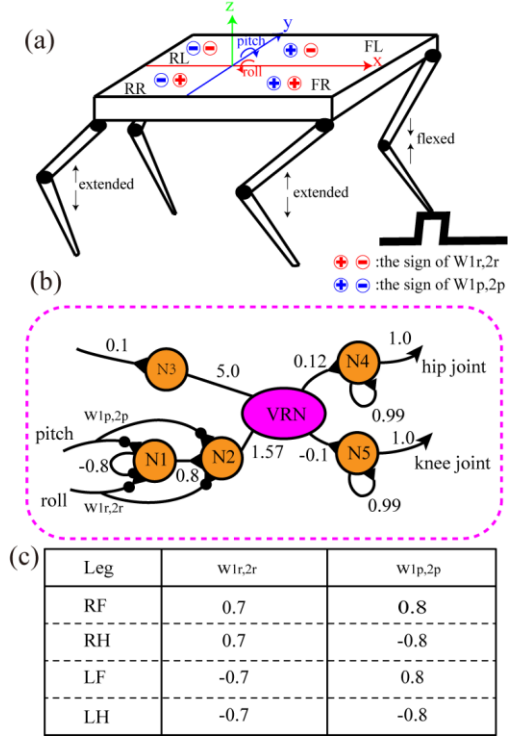 (a)
z
y
pitch
FL
RL
x
roll
RR
FR
flexed
extended
extended
:the sign of W1r,2r
:the sign of W1p,2p
(b)
0.1
N3
5.0
0.12
N4
1.0
hip joint
VRN
0.99
W1p,2p
pitch
-0.8
N1
0.8
N2
1.57
-0.1
N5
1.0
knee joint
roll
W1r,2r
0.99
(c)
Leg W1r,2r W1p,2p
RF 0.7 0.8
RH 0.7 -0.8
LF -0.7 0.8
LH -0.7 -0.8